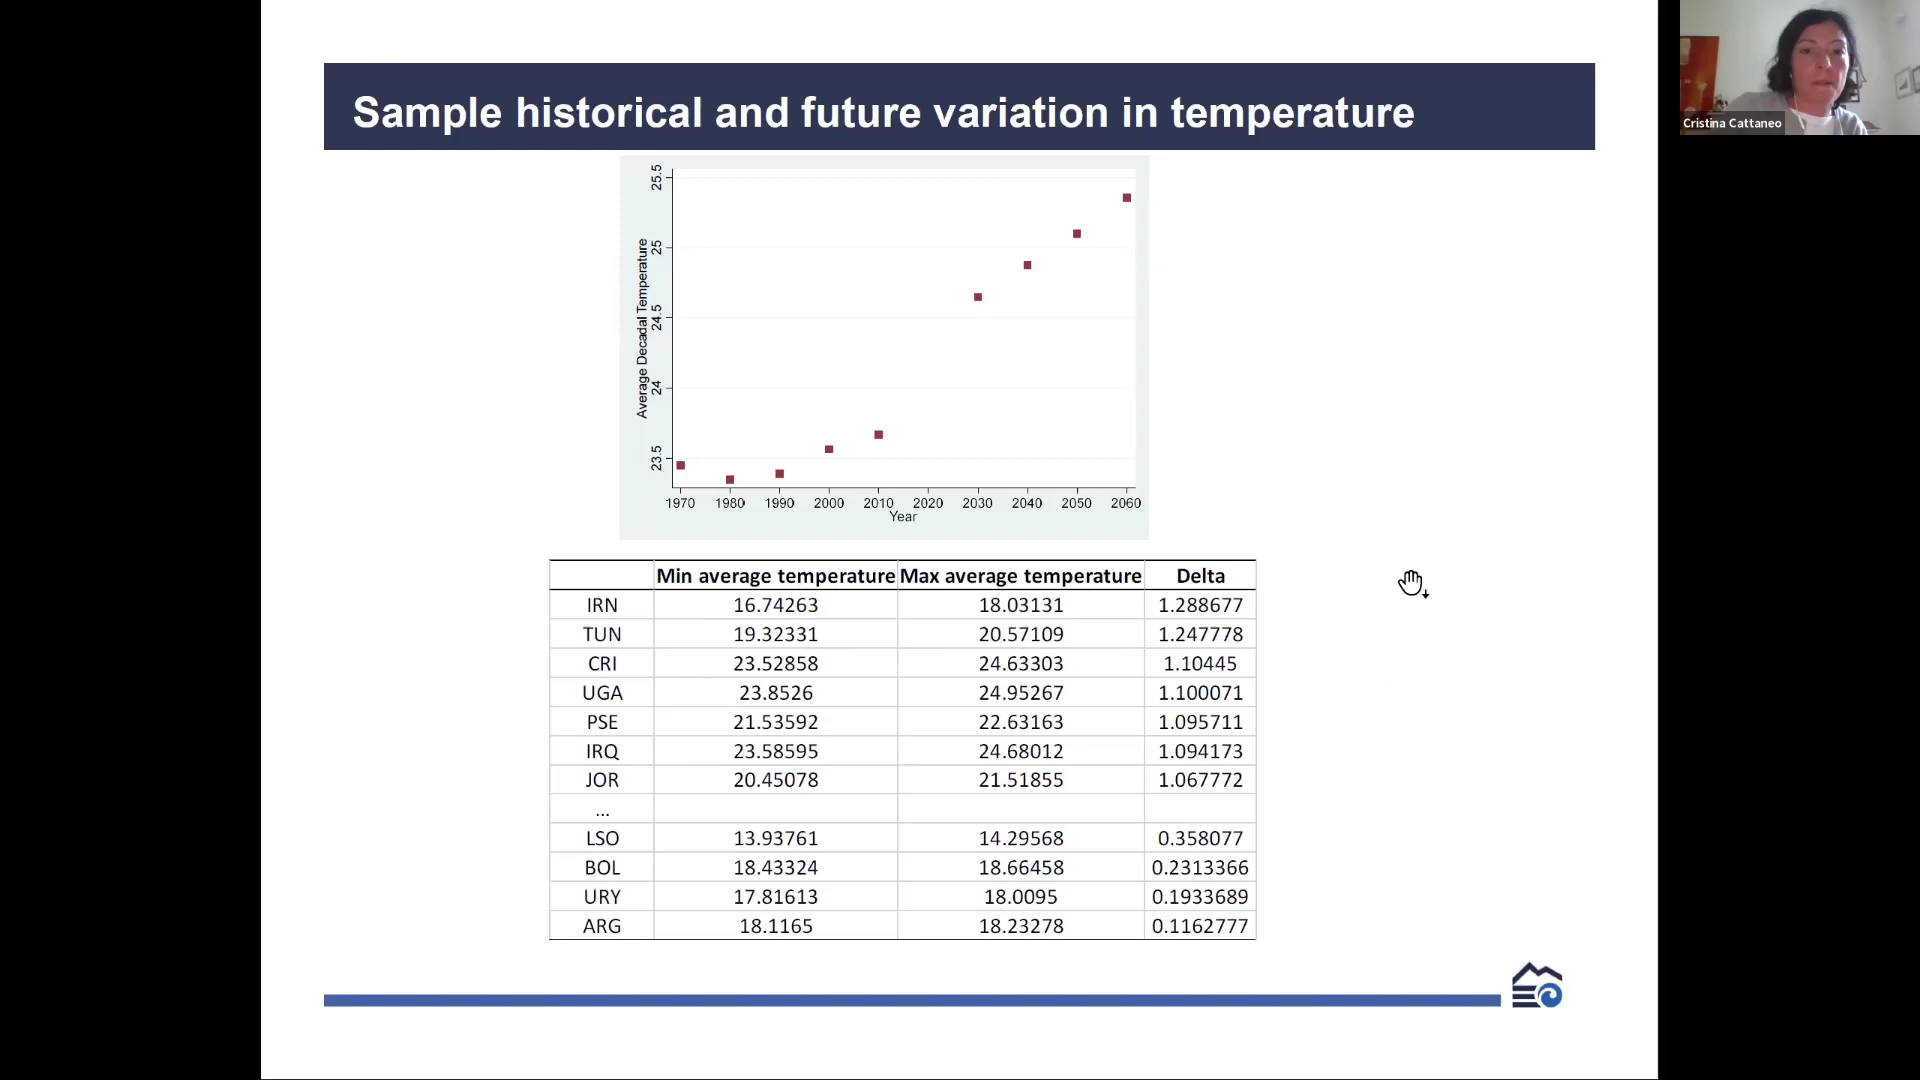 Sample historical and future variation in temperature
Cristina Cattaneo
Average Decadal Temperature
25.5
25
24.5
24
23.5
1970 1980 1990 2000 2010 2020 2030 2040 2050 2060
Year
Min average temperature Max average temperature Delta
IRN 16.74263 18.03131 1.288677
TUN 19.32331 20.57109 1.247778
CRI 23.52858 24.63303 1.10445
UGA 23.8526 24.95267 1.100071
PSE 21.53592 22.63163 1.095711
IRQ 23.58595 24.68012 1.094173
JOR 20.45078 21.51855 1.067772
...
LSO 13.93761 14.29568 0.358077
BOL 18.43324 18.66458 0.2313366
URY 17.81613 18.0095 0.1933689
ARG 18.1165 18.23278 0.1162777